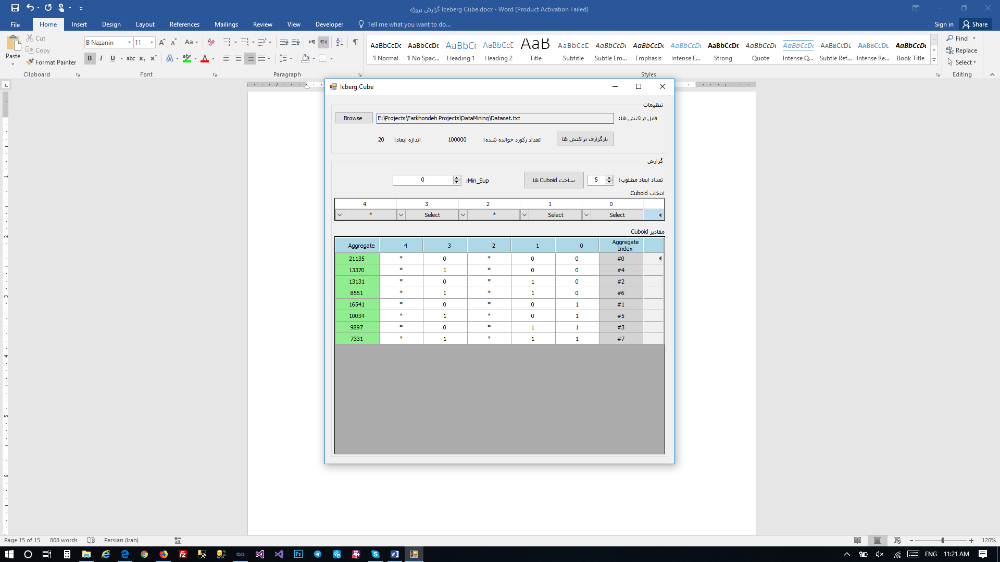 گزارش پروژه Iceberg Cube.docx - Word (Product Activation Failed)
File Home Insert Design Layout References Mailings Review View Developer Tell me what you want to do... Sign in Share
Paste Cut Copy Format Painter
B Nazanin 11
AaBbCcDc AaBbCcDc AaBbC( AaBbCcC AaB AaBbCcD AaBbCcDc AaBbCcDc AaBbCcDc AaBbCcDc AaBbCcDc AaBbCcDc AABBCCDE AABBCCDE AaBbCcDc
¶ Normal ¶ No Spac... Heading 1 Heading 2 Title Subtitle Subtle Em... Emphasis Intense E... Strong Quote Intense Q... Subtle Ref... Intense Re... Book Title
Find Replace Select
Clipboard Font Paragraph Styles Editing
Icberg Cube
تنظیمات
فایل تراکنش ها: E:\Projects\Farkhondeh Projects\DataMining\Dataset.txt Browse
بارگزاری تراکنش ها تعداد رکورد خوانده شده: 100000 اندازه ابعاد: 20
گزارش
تعداد ابعاد مطلوب: 5 ساخت Cuboid ها Min_Sup: 0
انتخاب Cuboid
4 3 2 1 0
* Select * Select Select
مقادیر Cuboid
Aggregate 4 3 2 1 0 Aggregate Index
21135 * 0 * 0 0 #0
13370 * 1 * 0 0 #4
13131 * 0 * 1 0 #2
8561 * 1 * 1 0 #6
16541 * 0 * 0 1 #1
10034 * 1 * 0 1 #5
9897 * 0 * 1 1 #3
7331 * 1 * 1 1 #7
Page 15 of 15 808 words Persian (Iran) 120%
ENG 11:21 AM